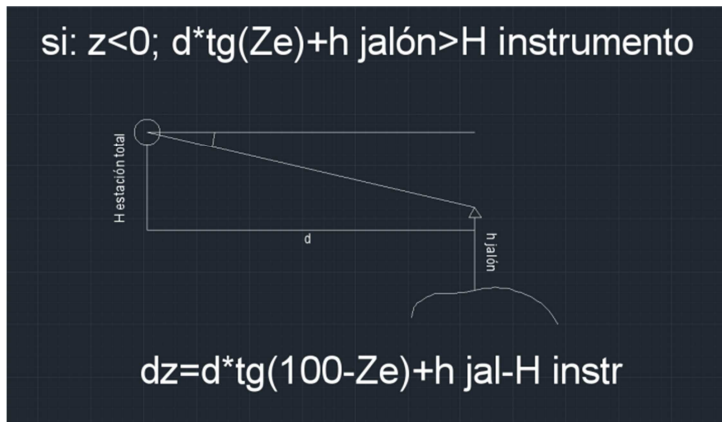 si: z<0; d*tg(Ze)+h jalón>H instrumento
H estación total
d
h jalón
dz=d*tg(100-Ze)+h jal-H instr